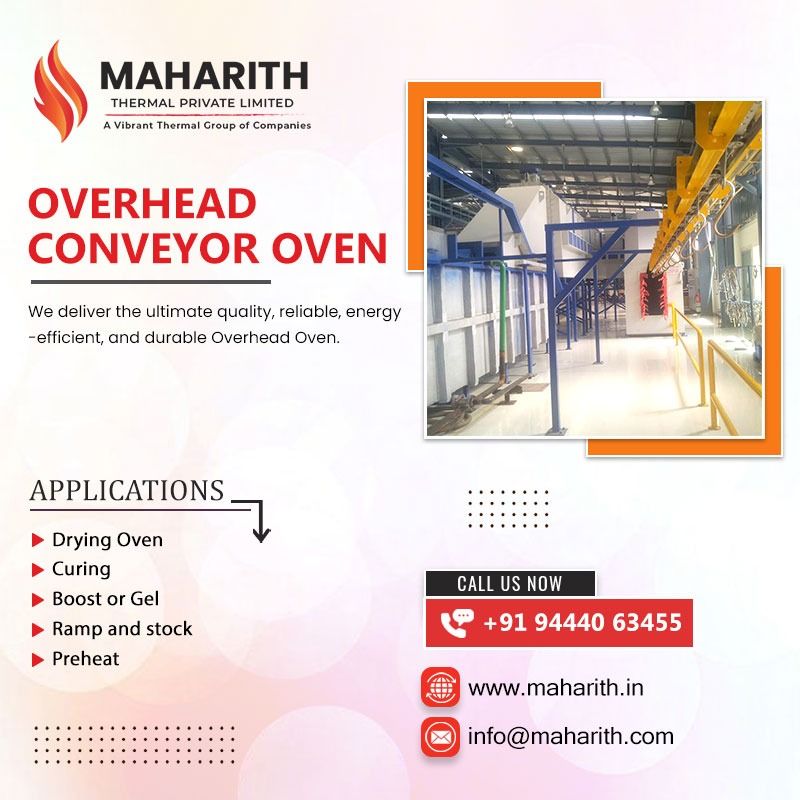 MAHARITH
THERMAL PRIVATE LIMITED
A Vibrant Thermal Group of Companies
OVERHEAD
CONVEYOR OVEN
We deliver the ultimate quality, reliable, energy
-efficient, and durable Overhead Oven.
APPLICATIONS
Drying Oven
Curing
Boost or Gel
Ramp and stock
Preheat
CALL US NOW
+91 94440 63455
www.maharith.in
info@maharith.com